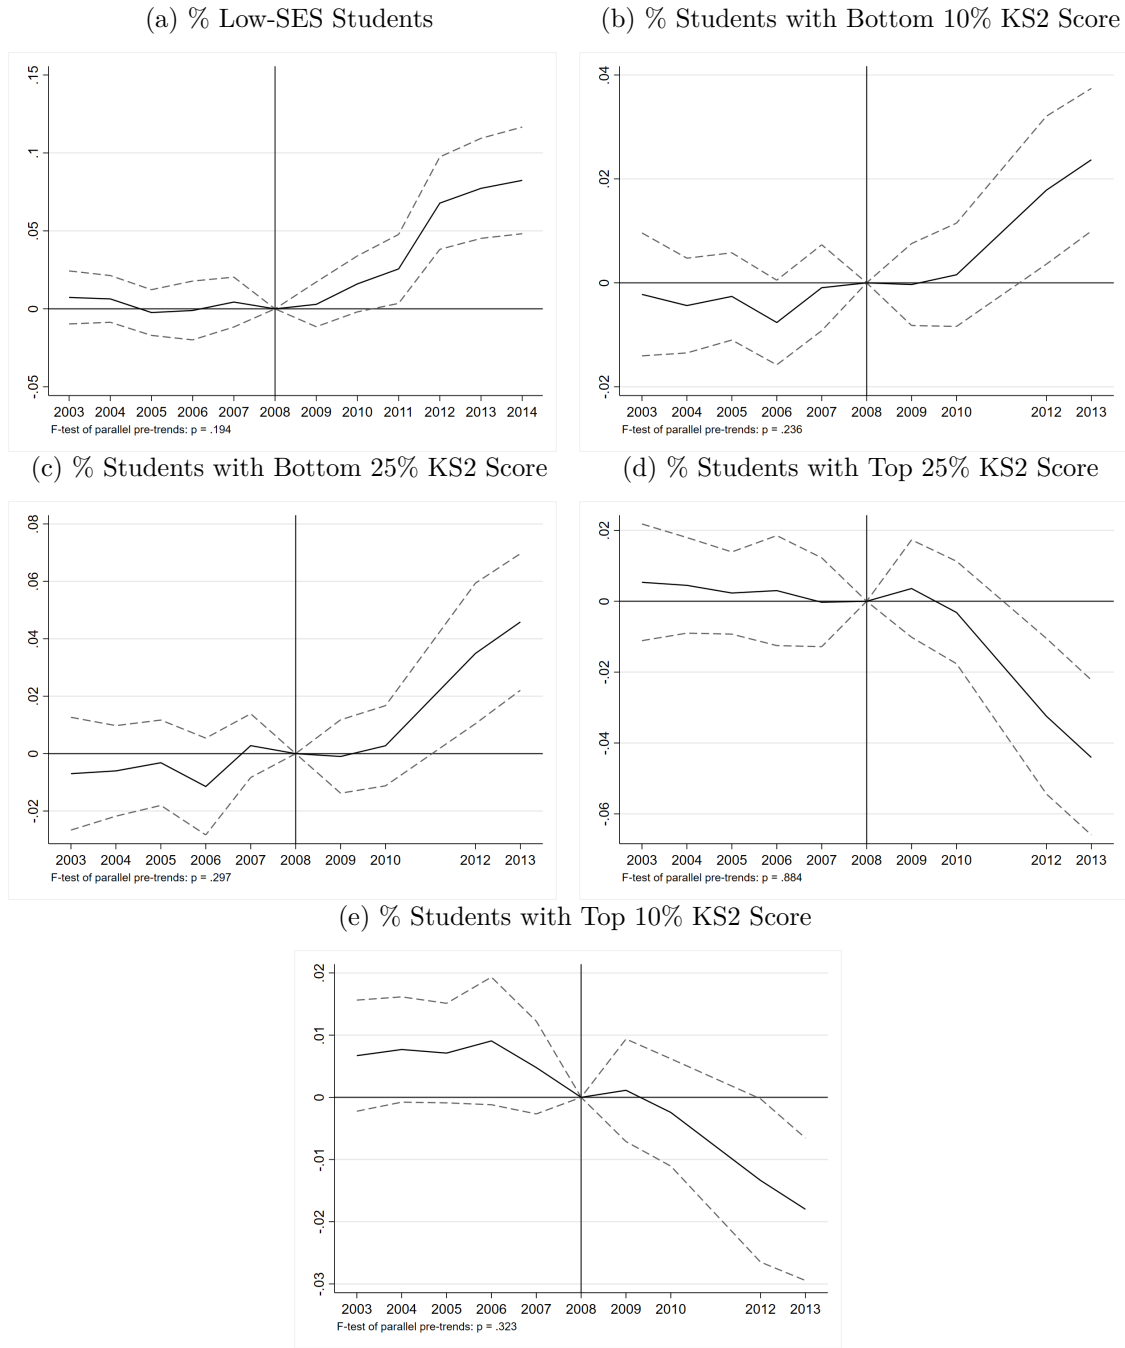 (a) % Low-SES Students
.15
.1
.05
0
-.05
2003 2004 2005 2006 2007 2008 2009 2010 2011 2012 2013 2014
F-test of parallel pre-trends: p = .194
(b) % Students with Bottom 10% KS2 Score
.04
.02
0
-.02
2003 2004 2005 2006 2007 2008 2009 2010 2012 2013
F-test of parallel pre-trends: p = .236
(c) % Students with Bottom 25% KS2 Score
.08
.06
.04
.02
0
-.02
2003 2004 2005 2006 2007 2008 2009 2010 2012 2013
F-test of parallel pre-trends: p = .297
(d) % Students with Top 25% KS2 Score
.02
0
-.02
-.04
-.06
2003 2004 2005 2006 2007 2008 2009 2010 2012 2013
F-test of parallel pre-trends: p = .884
(e) % Students with Top 10% KS2 Score
.02
.01
0
-.01
-.02
-.03
2003 2004 2005 2006 2007 2008 2009 2010 2012 2013
F-test of parallel pre-trends: p = .323